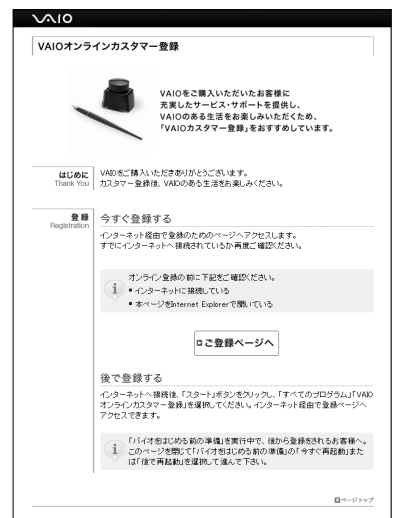 VAIO
VAIOオンラインカスタマー登録
VAIOをご購入いただいたお客様に
充実したサービス・サポートを提供し、
VAIOのある生活をお楽しみいただくため、
「VAIOカスタマー登録」をおすすめしています。
はじめに
Thank You
VAIOをご購入いただきありがとうございます。
カスタマー登録後、VAIOのある生活をお楽しみください。
登録
Registration
今すぐ登録する
インターネット経由で登録のためのページへアクセスします。
すでにインターネットへ接続されているか再度ご確認ください。
オンライン登録の前に下記をご確認ください。
■ インターネットに接続している
■ 本ページをInternet Explorerで開いている
ご登録ページへ
後で登録する
インターネットへ接続後、「スタート」ボタンをクリックし、「すべてのプログラム」「VAIO
オンラインカスタマー登録」を選択してください。インターネット経由で登録ページへ
アクセスできます。
「バイオをはじめる前の準備」を実行中で、後から登録をされるお客様へ。
このページを閉じて「バイオをはじめる前の準備」の「今すぐ再起動」また
は「後で再起動」を選択して進んで下さい。
ページトップ